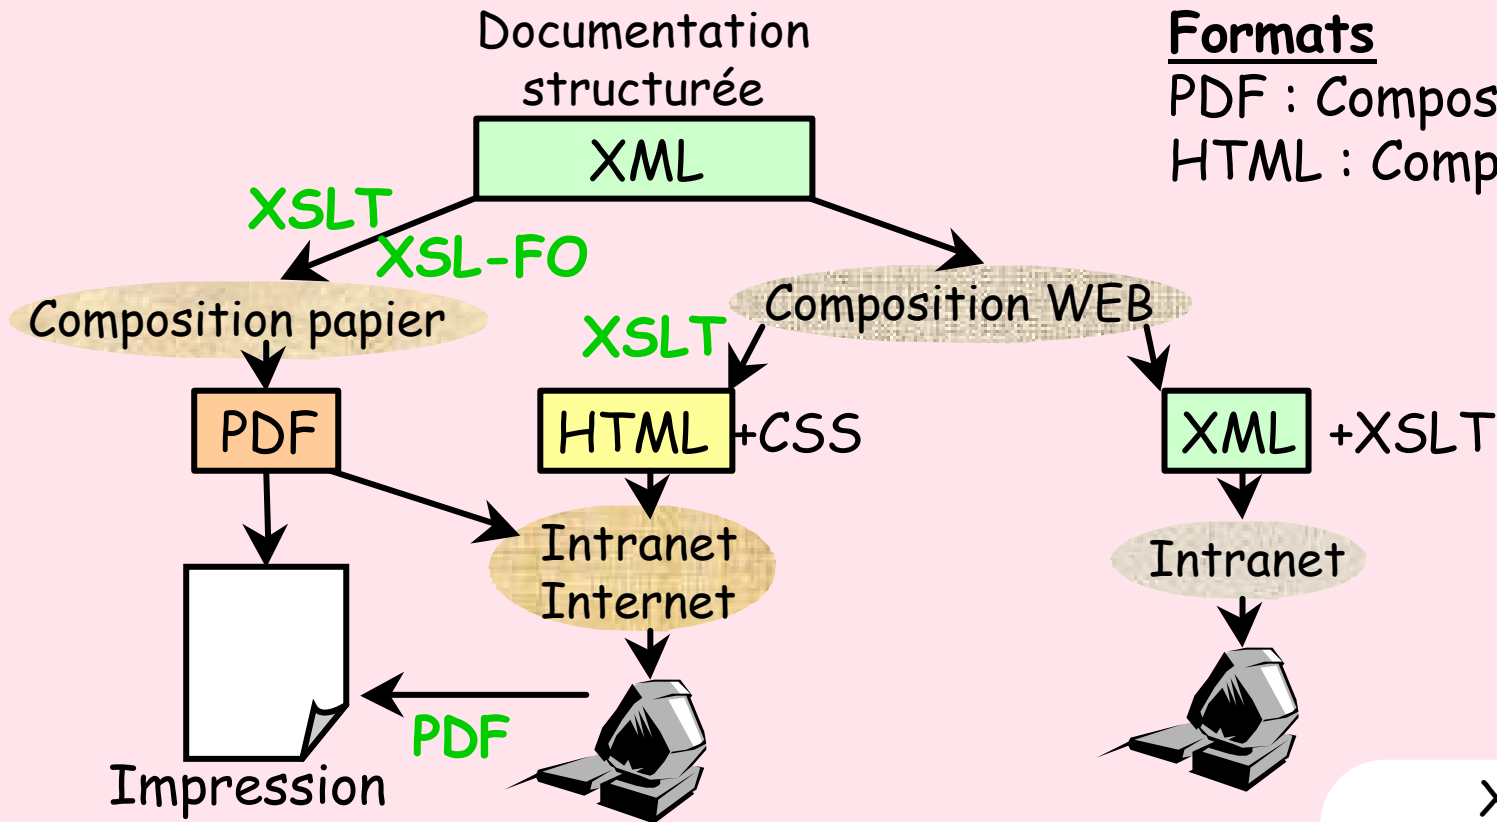 Documentation
structurée
XML
Formats
PDF : Compos
HTML : Comp
XSLT
XSL-FO
Composition papier
Composition WEB
XSLT
PDF
HTML +CSS
XML +XSLT
Intranet
Internet
Intranet
PDF
Impression
X